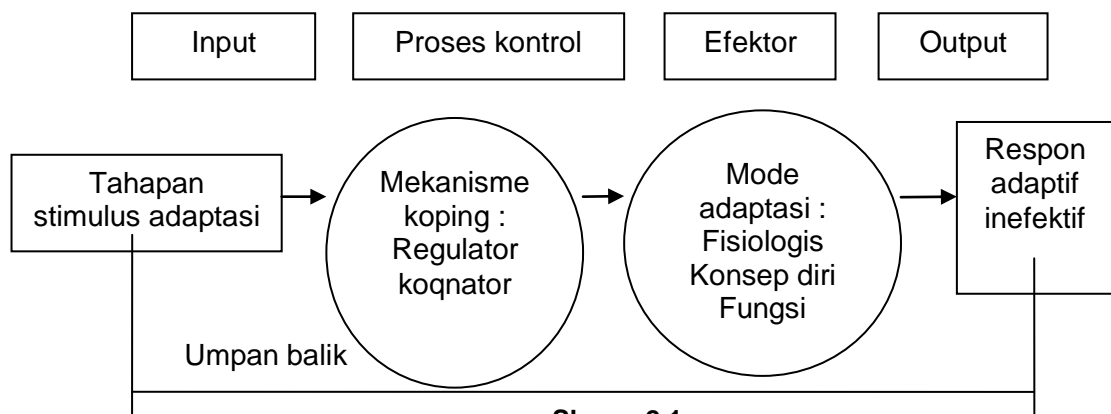 Input
Proses kontrol
Efektor
Output
Tahapan
stimulus adaptasi
Mekanisme
koping :
Regulator
koqnator
Mode
adaptasi :
Fisiologis
Konsep diri
Fungsi
Respon
adaptif
inefektif
Umpan balik